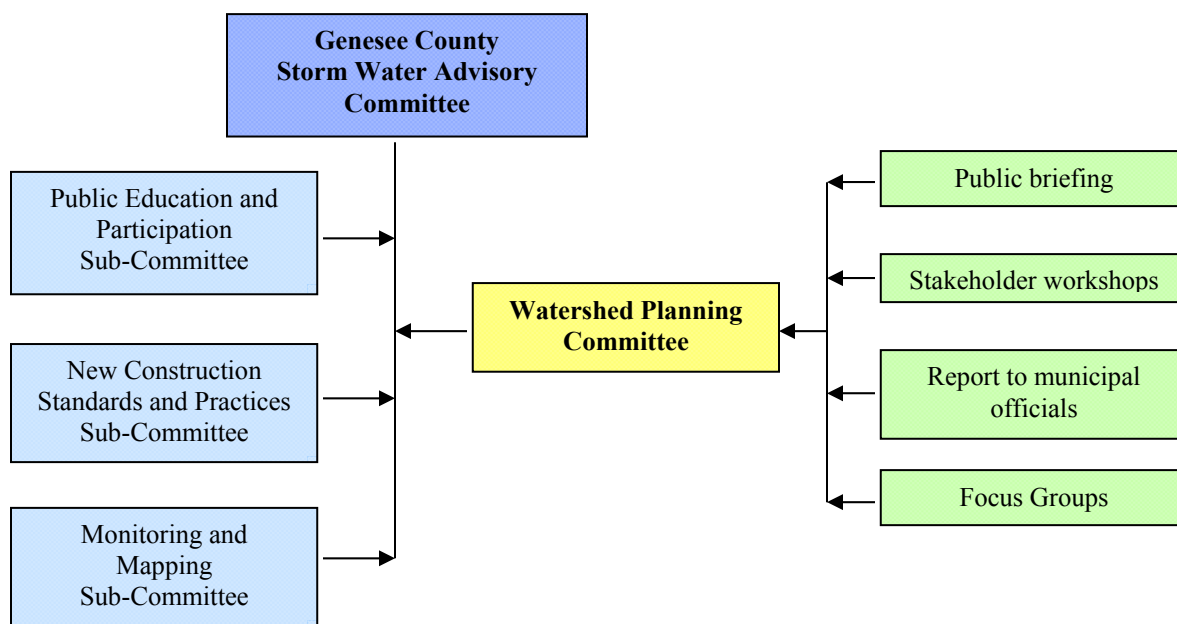 Genesee County
Storm Water Advisory
Committee
Public Education and
Participation
Sub-Committee
New Construction
Standards and Practices
Sub-Committee
Monitoring and
Mapping
Sub-Committee
Watershed Planning
Committee
Public briefing
Stakeholder workshops
Report to municipal
officials
Focus Groups